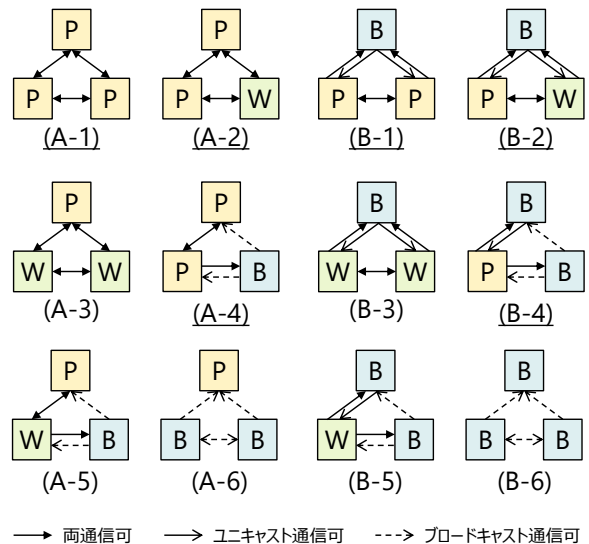 P P B B
P P P W P P P W
(A-1) (A-2) (B-1) (B-2)
P P B B
W W P B W W P B
(A-3) (A-4) (B-3) (B-4)
P P B B
W B B B W B B B
(A-5) (A-6) (B-5) (B-6)
両通信可 ユニキャスト通信可 ブロードキャスト通信可